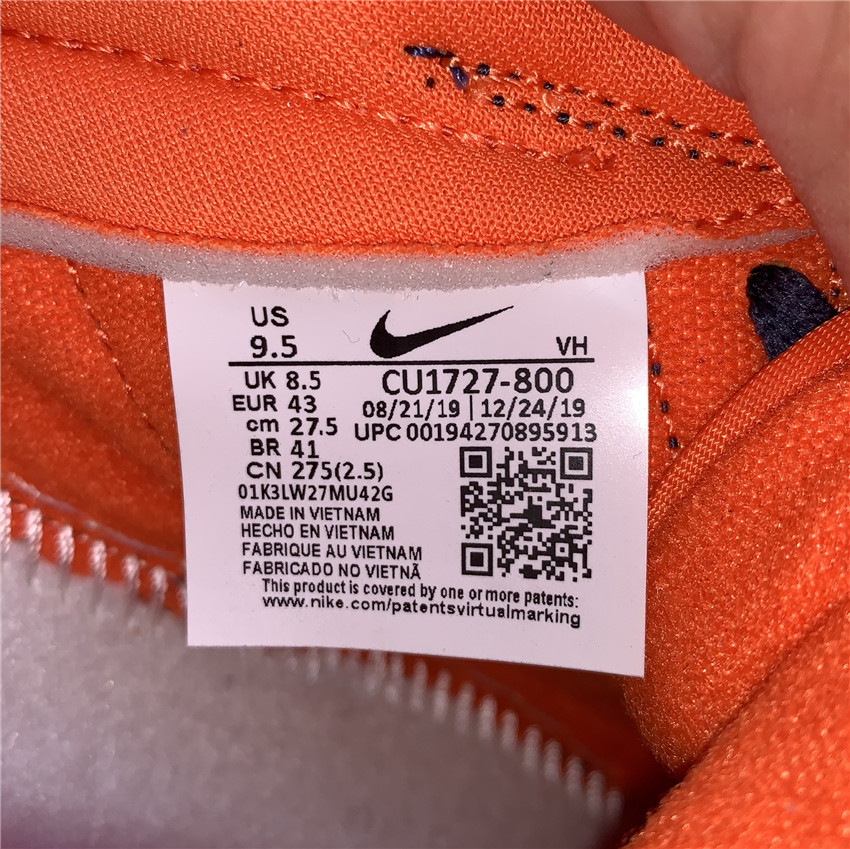 US
9.5
VH
UK 8.5
CU1727-800
EUR 43
08/21/19 | 12/24/19
cm 27.5
UPC 00194270895913
BR 41
CN 275(2.5)
01K3LW27MU42G
MADE IN VIETNAM
HECHO EN VIETNAM
FABRIQUE AU VIETNAM
FABRICADO NO VIETNÃ
This product is covered by one or more patents:
www.nike.com/patentsvirtualmarking